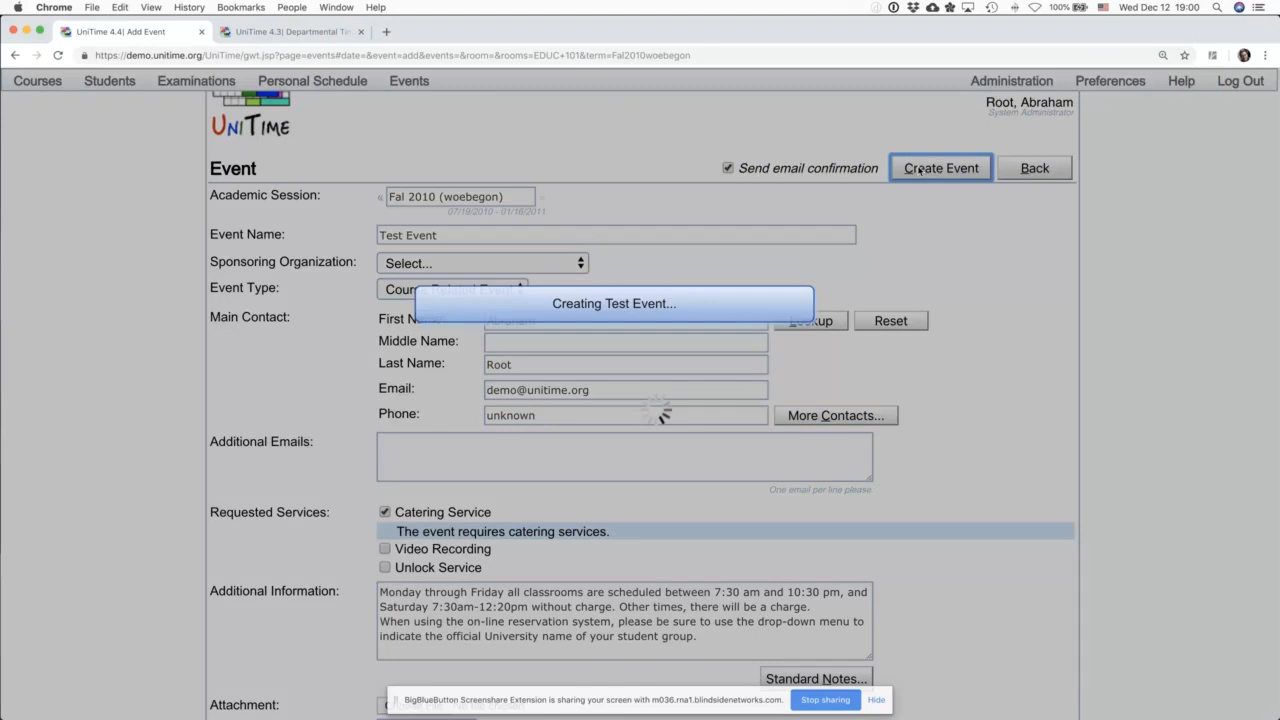 Chrome File Edit View History Bookmarks People Window Help 100% Wed Dec 12 19:00
UniTime 4.4| Add Event
UniTime 4.3| Departmental Ti
https://demo.unitime.org/UniTime/gwt.jsp?page=events#date=&event=add&events=&room=&rooms=EDUC+101&term=Fal2010woebegon
Courses Students Examinations Personal Schedule Events Administration Preferences Help Log Out
UNITIME
Root, Abraham
System Administrator
Event
Send email confirmation
Create Event
Back
Academic Session:
Fal 2010 (woebegon)
07/19/2010 - 01/16/2011
Event Name:
Test Event
Sponsoring Organization:
Select...
Event Type:
Course Related Event
Creating Test Event...
Main Contact:
First
Lookup
Reset
Middle Name:
Last Name:
Root
Email:
demo@unitime.org
Phone:
unknown
More Contacts...
Additional Emails:
One email per line please
Requested Services:
Catering Service
The event requires catering services.
Video Recording
Unlock Service
Additional Information:
Monday through Friday all classrooms are scheduled between 7:30 am and 10:30 pm, and
Saturday 7:30am-12:20pm without charge. Other times, there will be a charge.
When using the on-line reservation system, please be sure to use the drop-down menu to
indicate the official University name of your student group.
Standard Notes...
BigBlueButton Screenshare Extension is sharing your screen with m036.rna1.blindsidenetworks.com.
Stop sharing
Hide
Attachment: